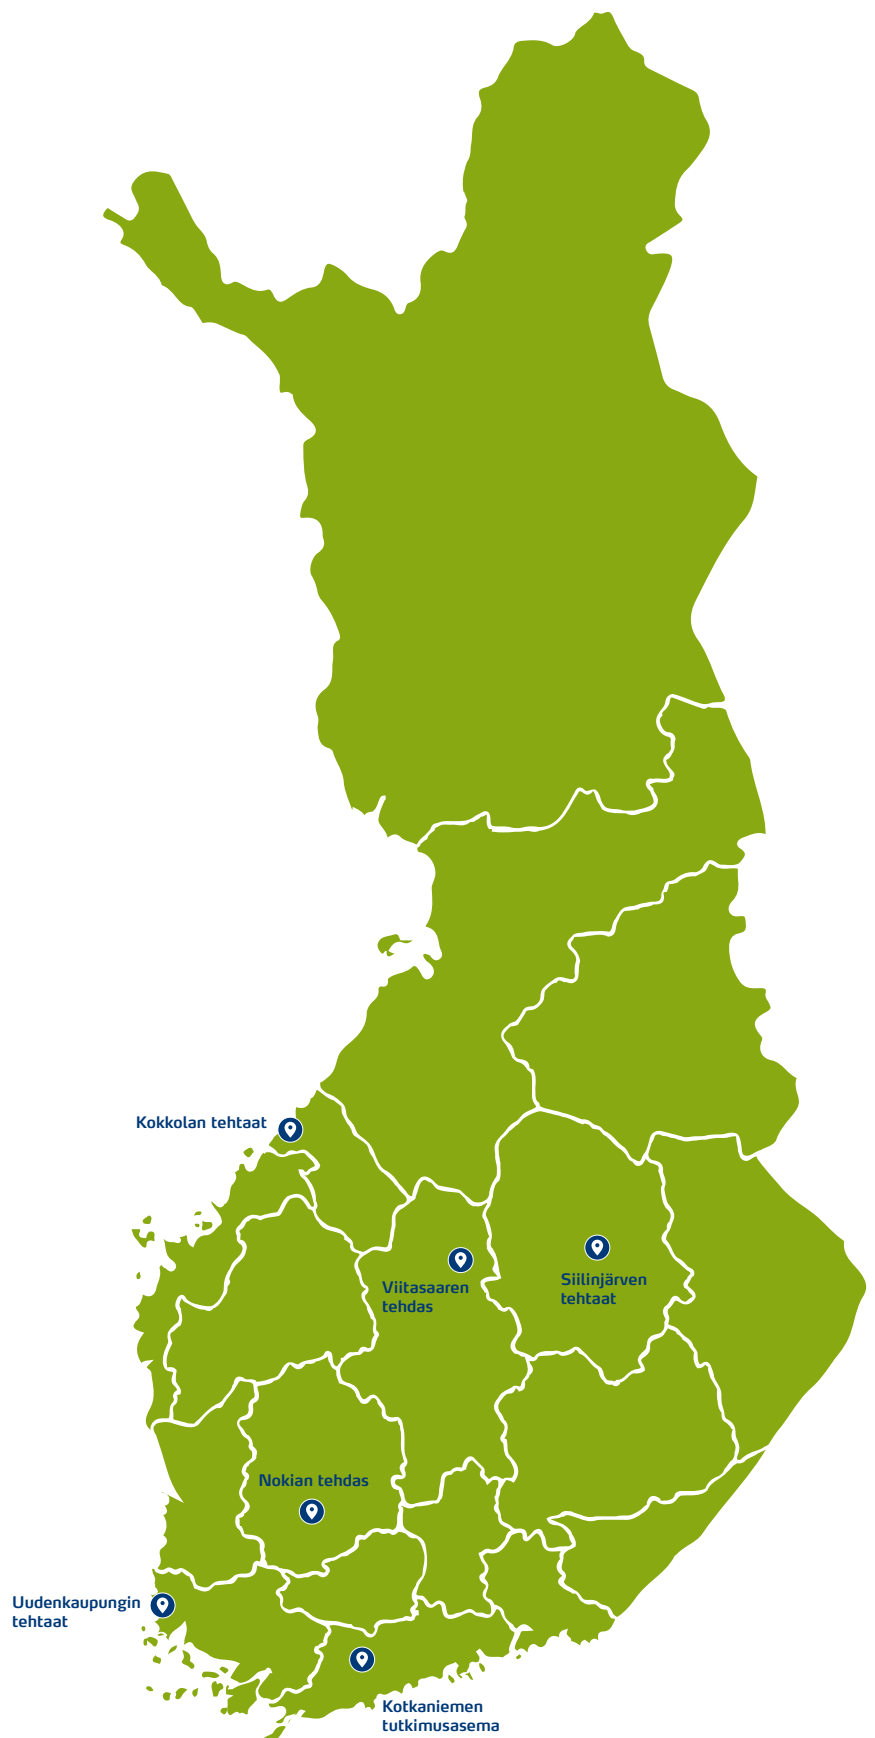 Kokkolan tehtaat
Viitasaaren
tehdas
Siilinjärven
tehtaat
Nokian tehdas
Uudenkaupungin
tehtaat
Kotkaniemen
tutkimusasema